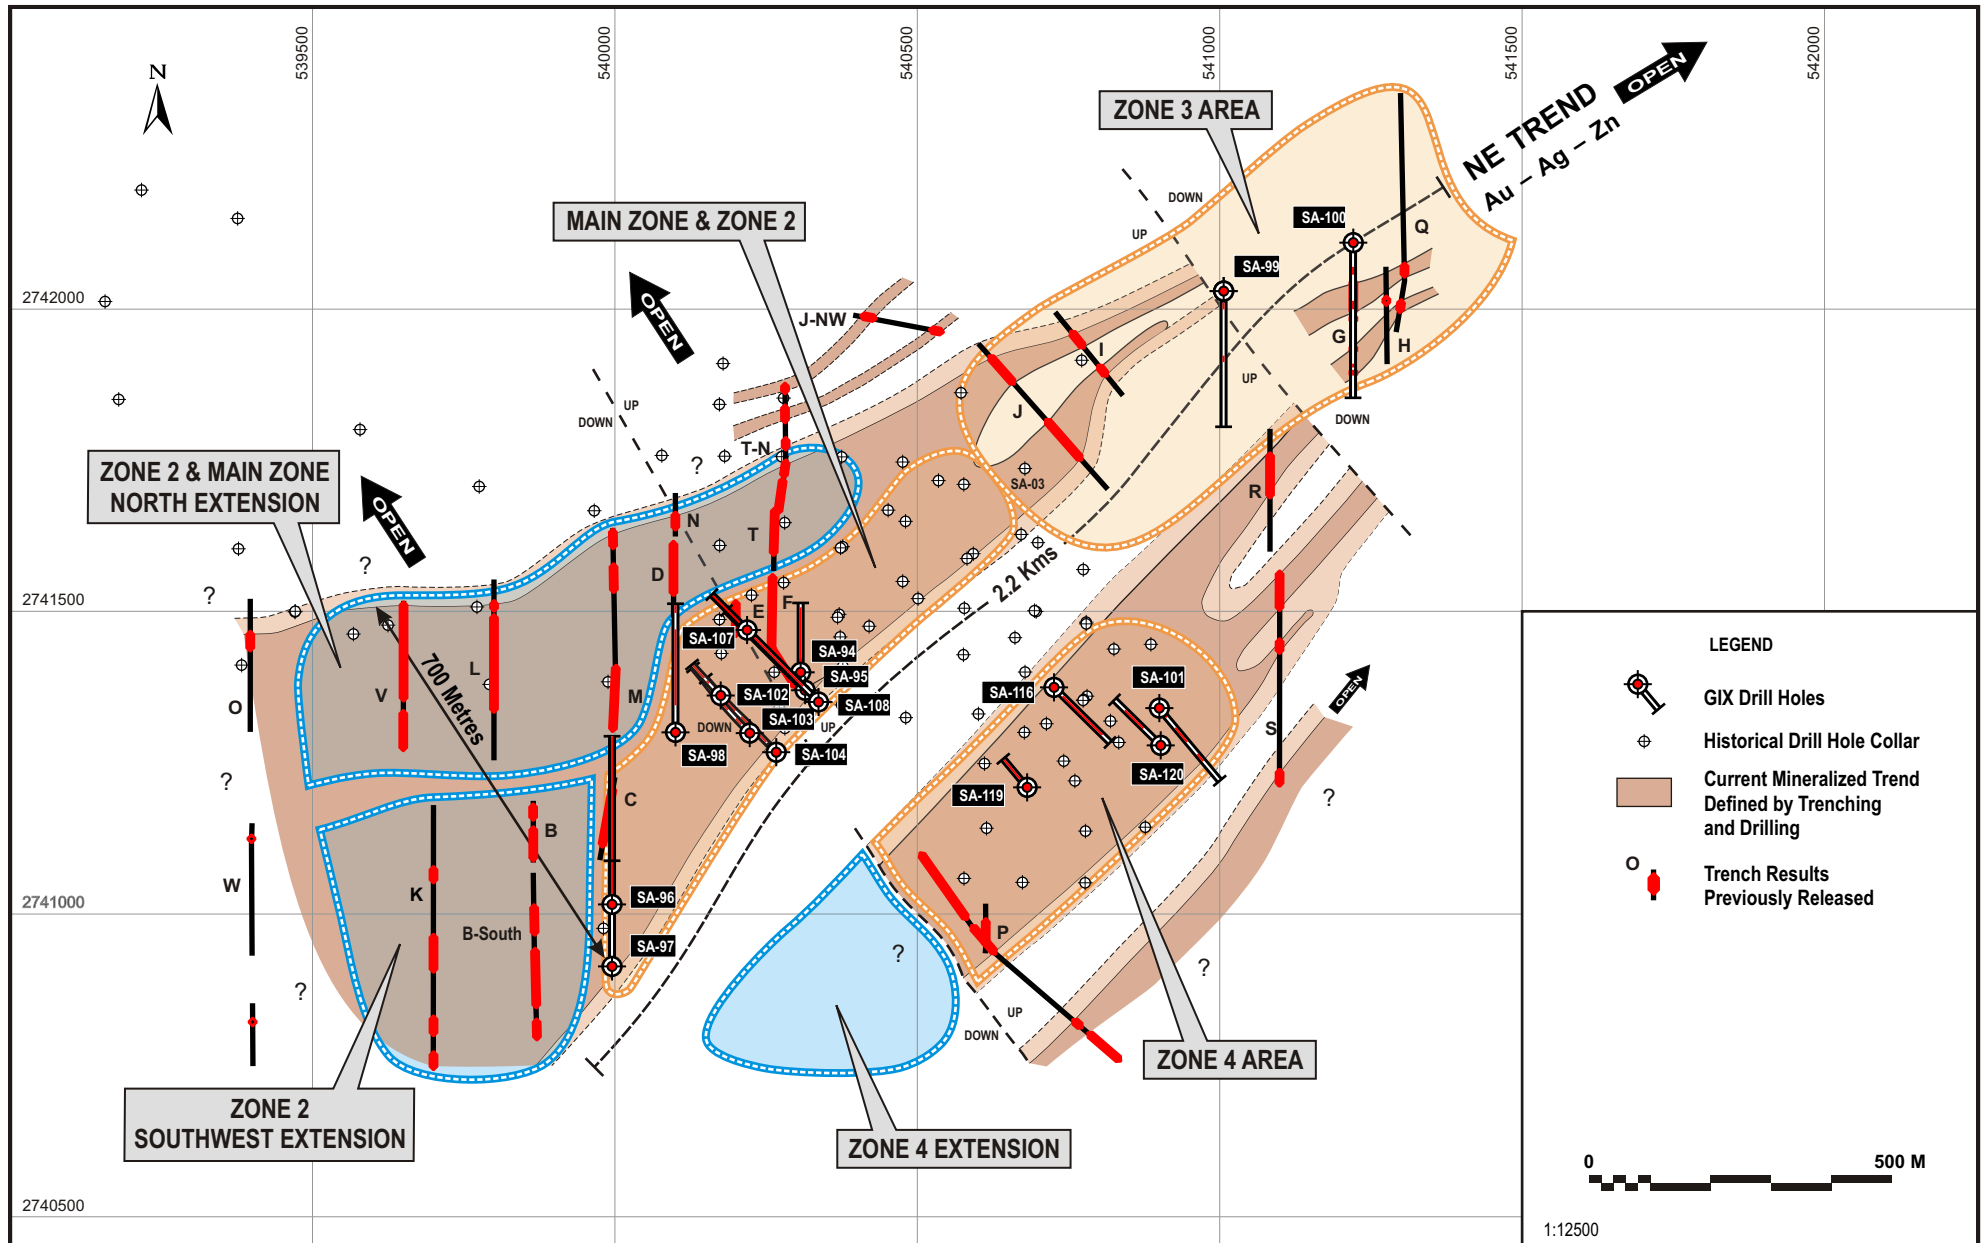 539500
540000
540500
541000
541500
542000
N
OPEN
NE TREND
Au – Ag – Zn
ZONE 3 AREA
MAIN ZONE & ZONE 2
DOWN
UP
SA-100
Q
SA-99
OPEN
2742000
J-NW
G
H
I
UP
DOWN
J
UP
DOWN
T-N
?
ZONE 2 & MAIN ZONE
NORTH EXTENSION
SA-03
R
OPEN
N
T
D
?
?
2.2 Kms
2741500
E
F
SA-107
SA-94
SA-95
SA-102
SA-108
SA-103
DOWN
UP
SA-98
SA-104
L
V
M
O
700 Metres
SA-116
SA-101
SA-120
SA-119
S
OPEN
?
?
C
B
W
K
SA-96
B-South
SA-97
2741000
P
?
?
?
UP
DOWN
ZONE 4 AREA
ZONE 2
SOUTHWEST EXTENSION
ZONE 4 EXTENSION
2740500
LEGEND
GIX Drill Holes
Historical Drill Hole Collar
Current Mineralized Trend
Defined by Trenching
and Drilling
O
Trench Results
Previously Released
0 500 M
1:12500